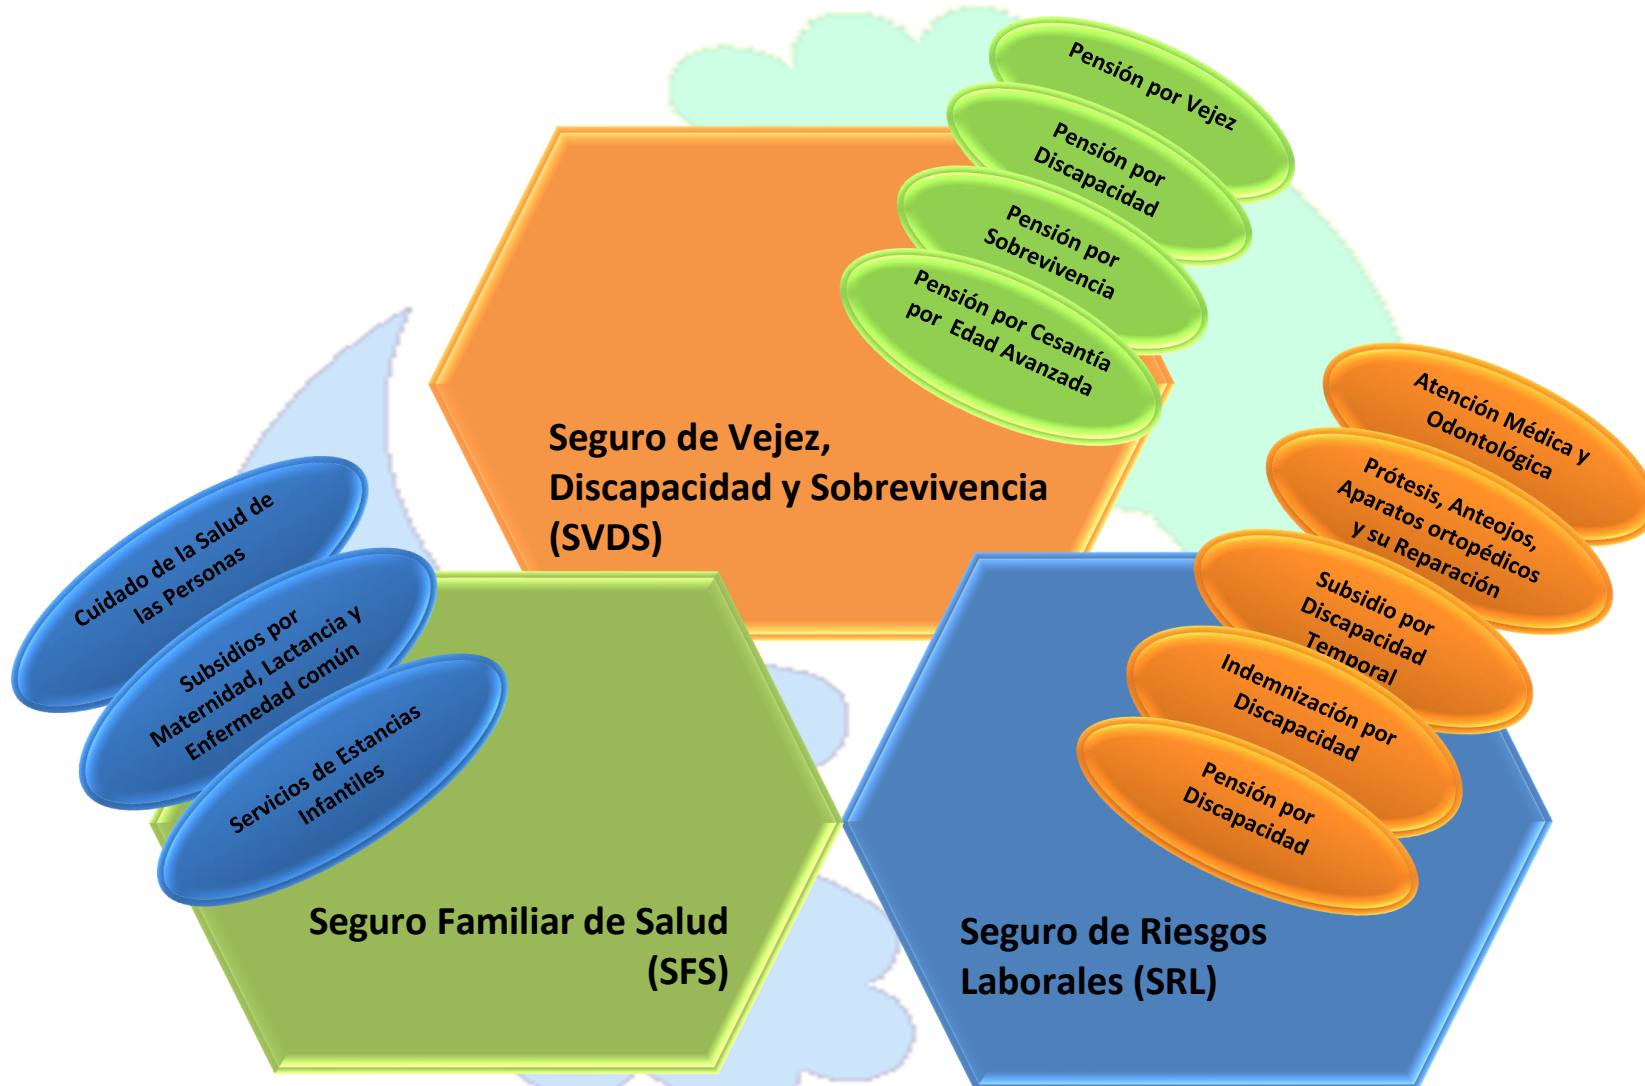 Pensión por Vejez
Pensión por
Discapacidad
Pensión por
Sobrevivencia
Pensión por Cesantía
por Edad Avanzada
Seguro de Vejez,
Discapacidad y Sobrevivencia
(SVDS)
Cuidado de la Salud de
las Personas
Subsidios por
Maternidad, Lactancia y
Enfermedad común
Servicios de Estancias
Infantiles
Seguro Familiar de Salud
(SFS)
Atención Médica y
Odontológica
Prótesis, Anteojos,
Aparatos ortopédicos
y su Reparación
Subsidio por
Discapacidad
Temporal
Indemnización por
Discapacidad
Pensión por
Discapacidad
Seguro de Riesgos
Laborales (SRL)